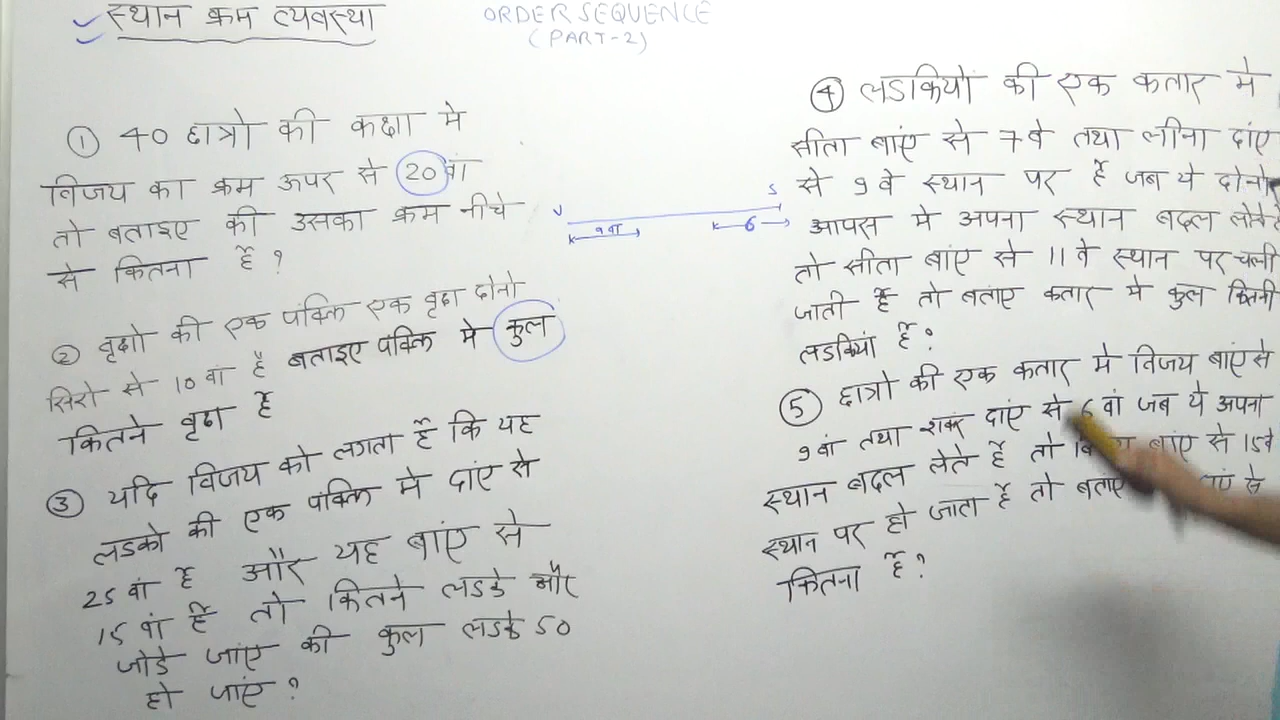 स्थान क्रम व्यवस्था
ORDER SEQUENCE
(PART-2)
① 40 छात्रो की कक्षा मे
विजय का क्रम ऊपर से 20 वां
तो बताइए की उसका क्रम नीचे
से कितना है ?
② वृक्षो की एक पंक्ति एक वृक्ष दोनो
सिरो से 10 वां है बताइए पंक्ति मे कुल
कितने वृक्ष है
③ यदि विजय को लगता है कि यह
लडको की एक पंक्ति मे दांए से
25 वां है और यह बांए से
15 वां है तो कितने लडके और
जोडे जांए की कुल लडके 50
हो जांए ?
V S
9 वां 6
④ लडकियों की एक कतार मे
सीता बांए से 7 वे तथा लीना दांए
से 9 वे स्थान पर है जब ये दोनो
आपस मे अपना स्थान बदल लेते
तो सीता बांए से 11 वे स्थान पर चली
जाती है तो बताए कतार मे कुल कितनी
लडकियां है ?
⑤ छात्रो की एक कतार मे विजय बांए से
9 वां तथा दांए से 6 वां जब ये अपना
स्थान बदल लेते है तो बांए से 15 वे
स्थान पर हो जाता है तो से
कितना है ?